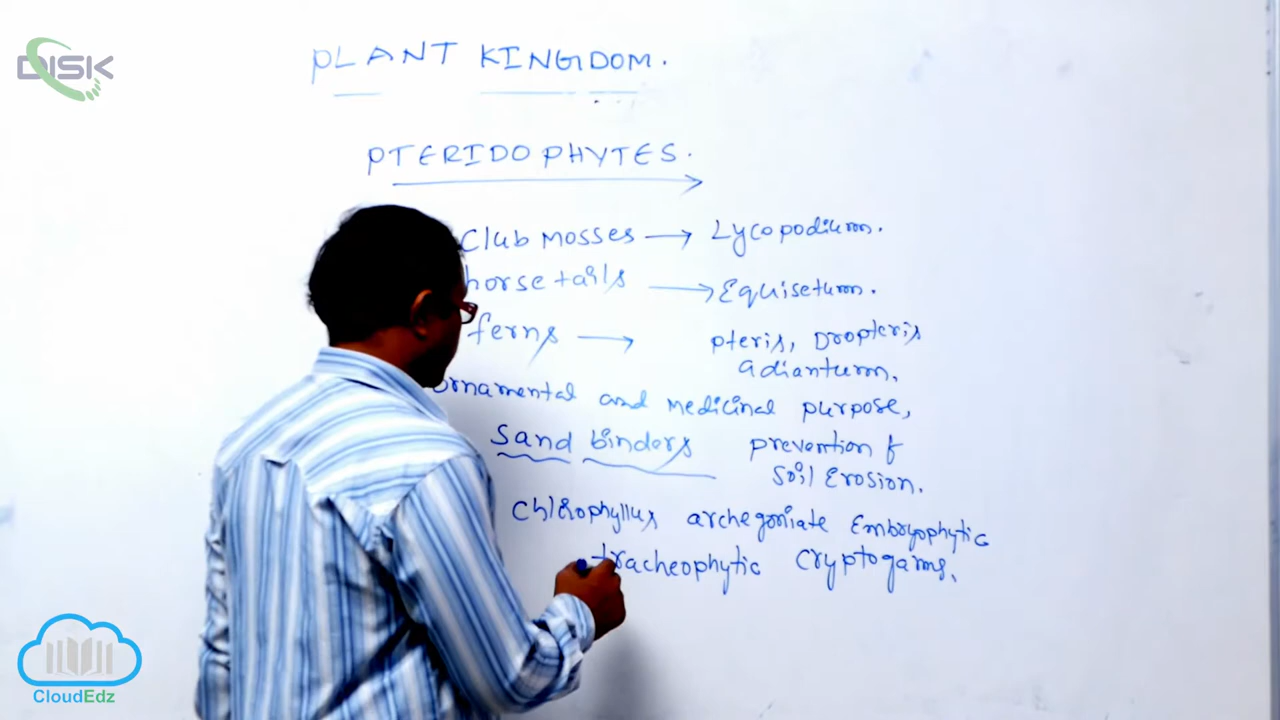 DISK
PLANT KINGDOM.
PTERIDOPHYTES.
Club mosses → Lycopodium.
horse tails → Equisetum.
ferns → pteris, Dropteris
adiantum,
ornamental and medicinal purpose,
Sand binders prevention of
Soil Erosion.
Chlorophyllus archegoniate Embryophytic
tracheophytic cryptogams,
CloudEdz